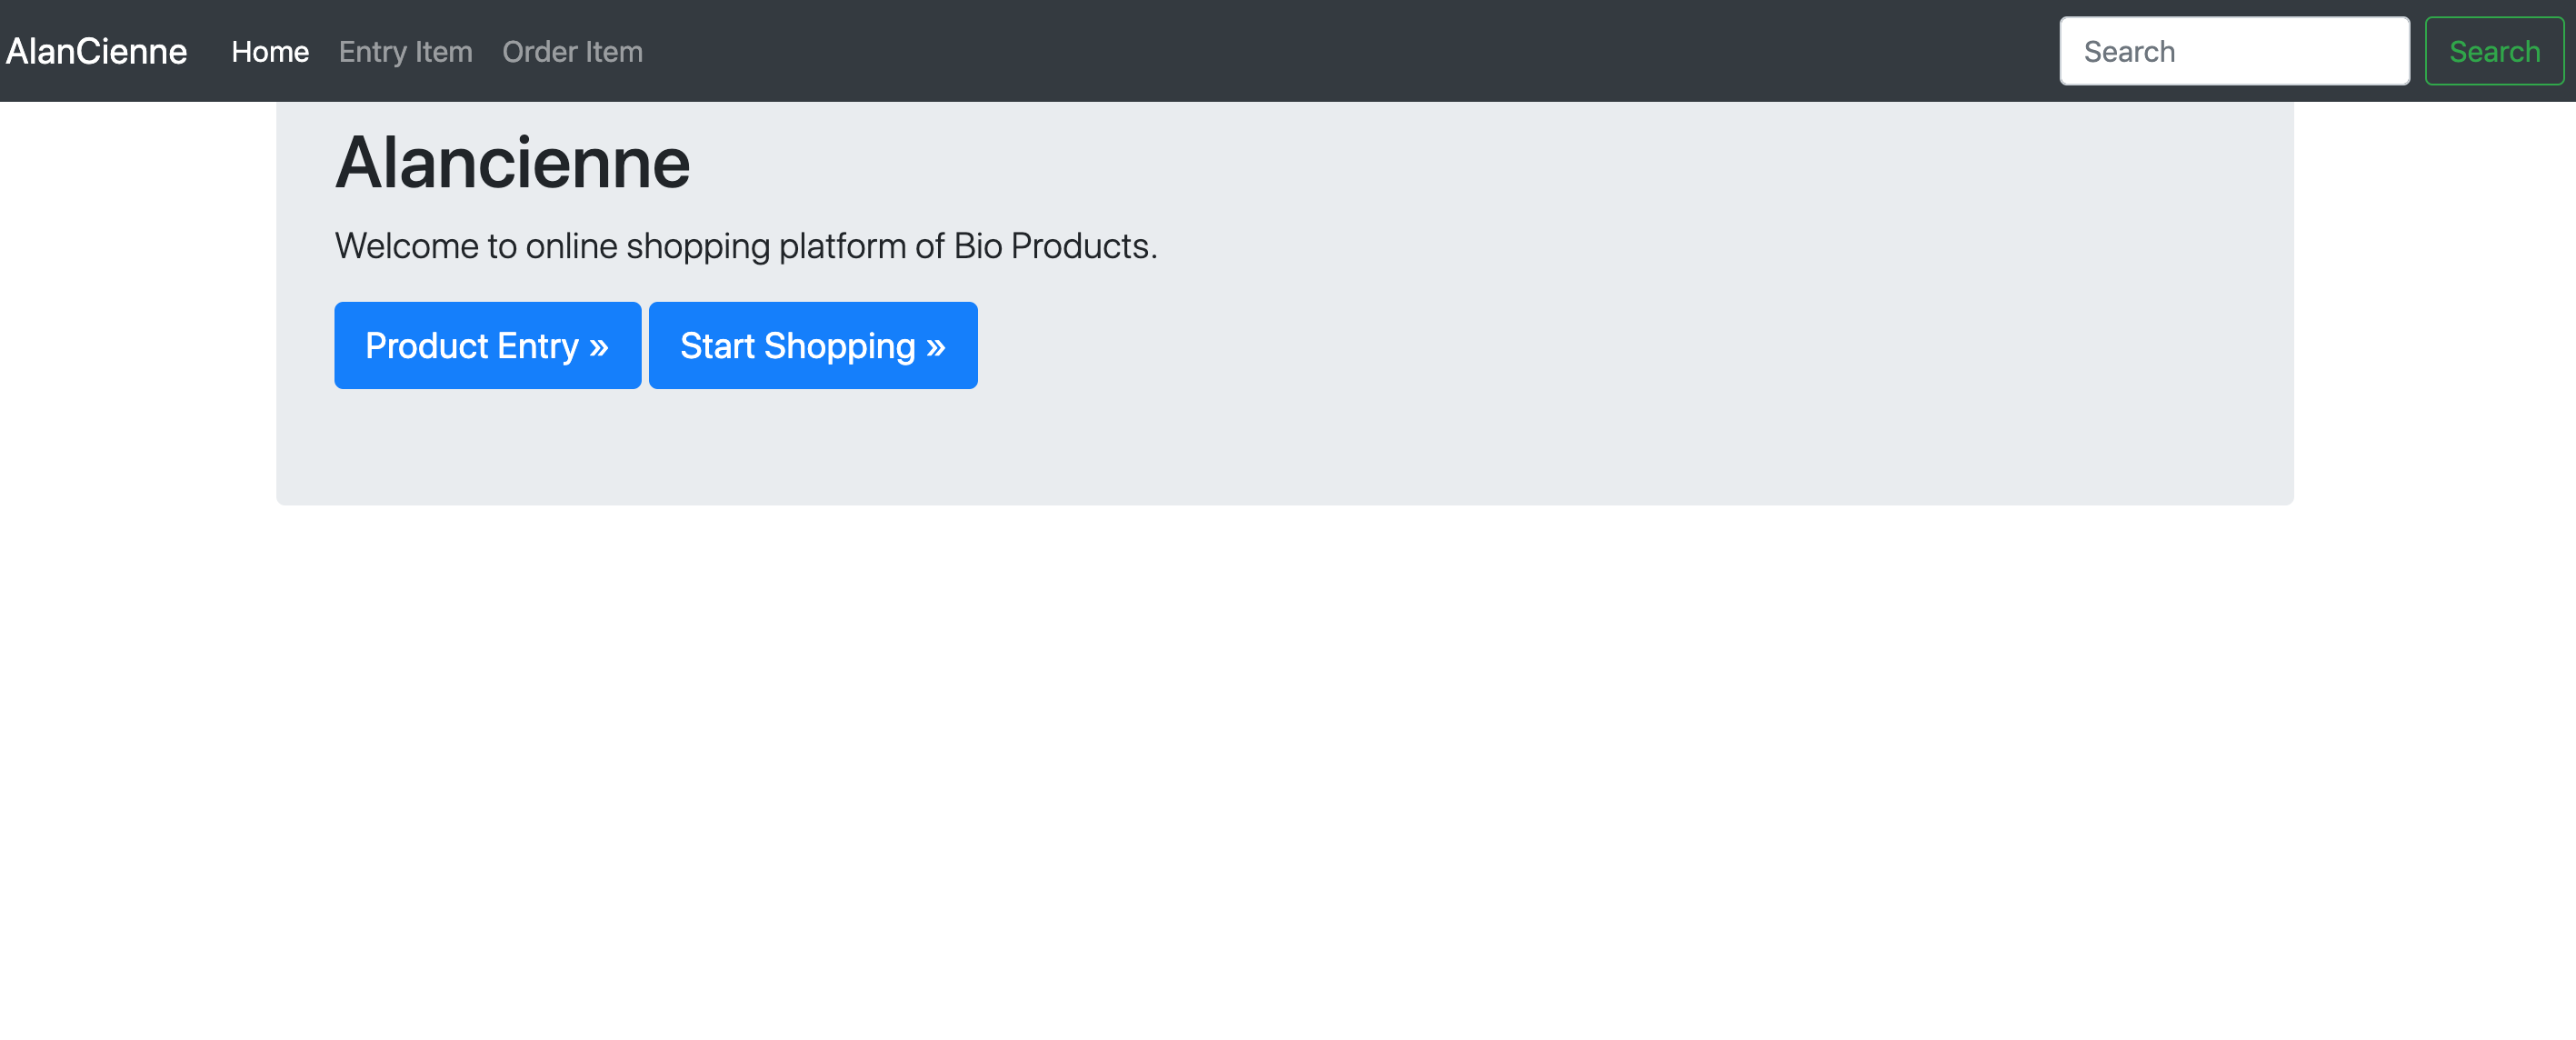 AlanCienne Home Entry Item Order Item Search Search
Alancienne
Welcome to online shopping platform of Bio Products.
Product Entry » Start Shopping »